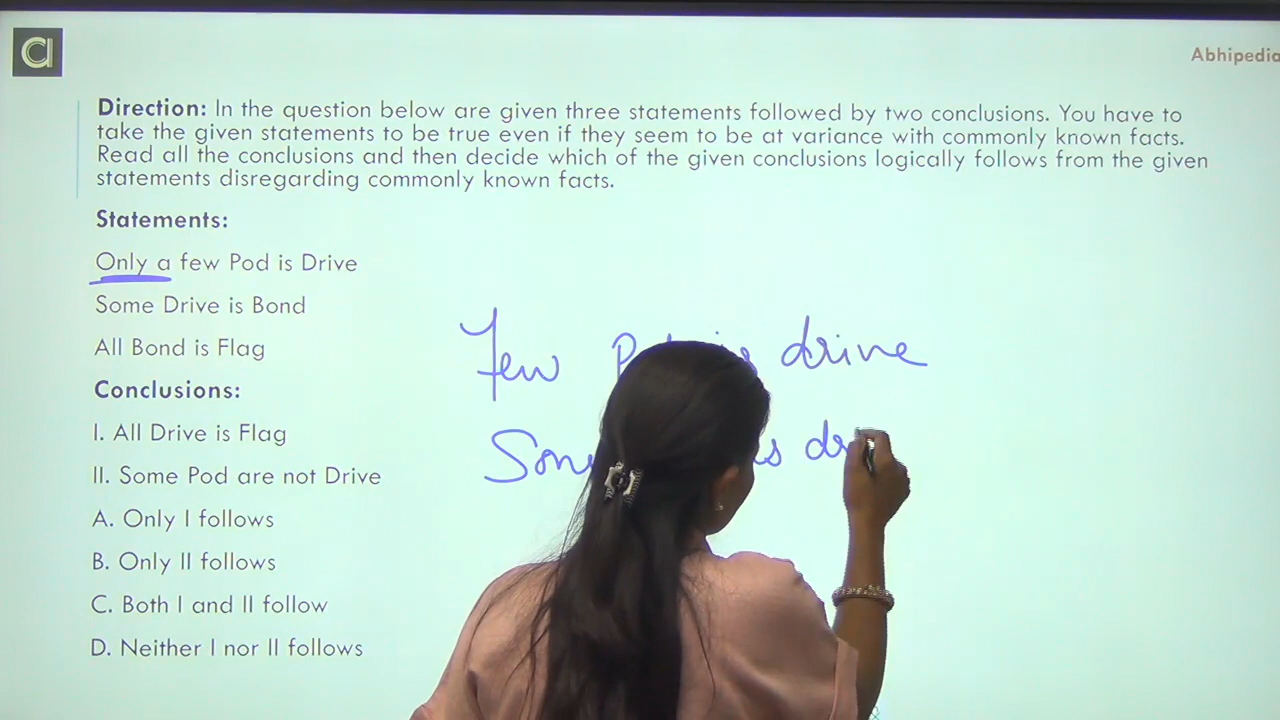 Abhipedia
Direction: In the question below are given three statements followed by two conclusions. You have to
take the given statements to be true even if they seem to be at variance with commonly known facts.
Read all the conclusions and then decide which of the given conclusions logically follows from the given
statements disregarding commonly known facts.
Statements:
Only a few Pod is Drive
Some Drive is Bond
All Bond is Flag
Conclusions:
I. All Drive is Flag
II. Some Pod are not Drive
A. Only I follows
B. Only II follows
C. Both I and II follow
D. Neither I nor II follows
Few drive